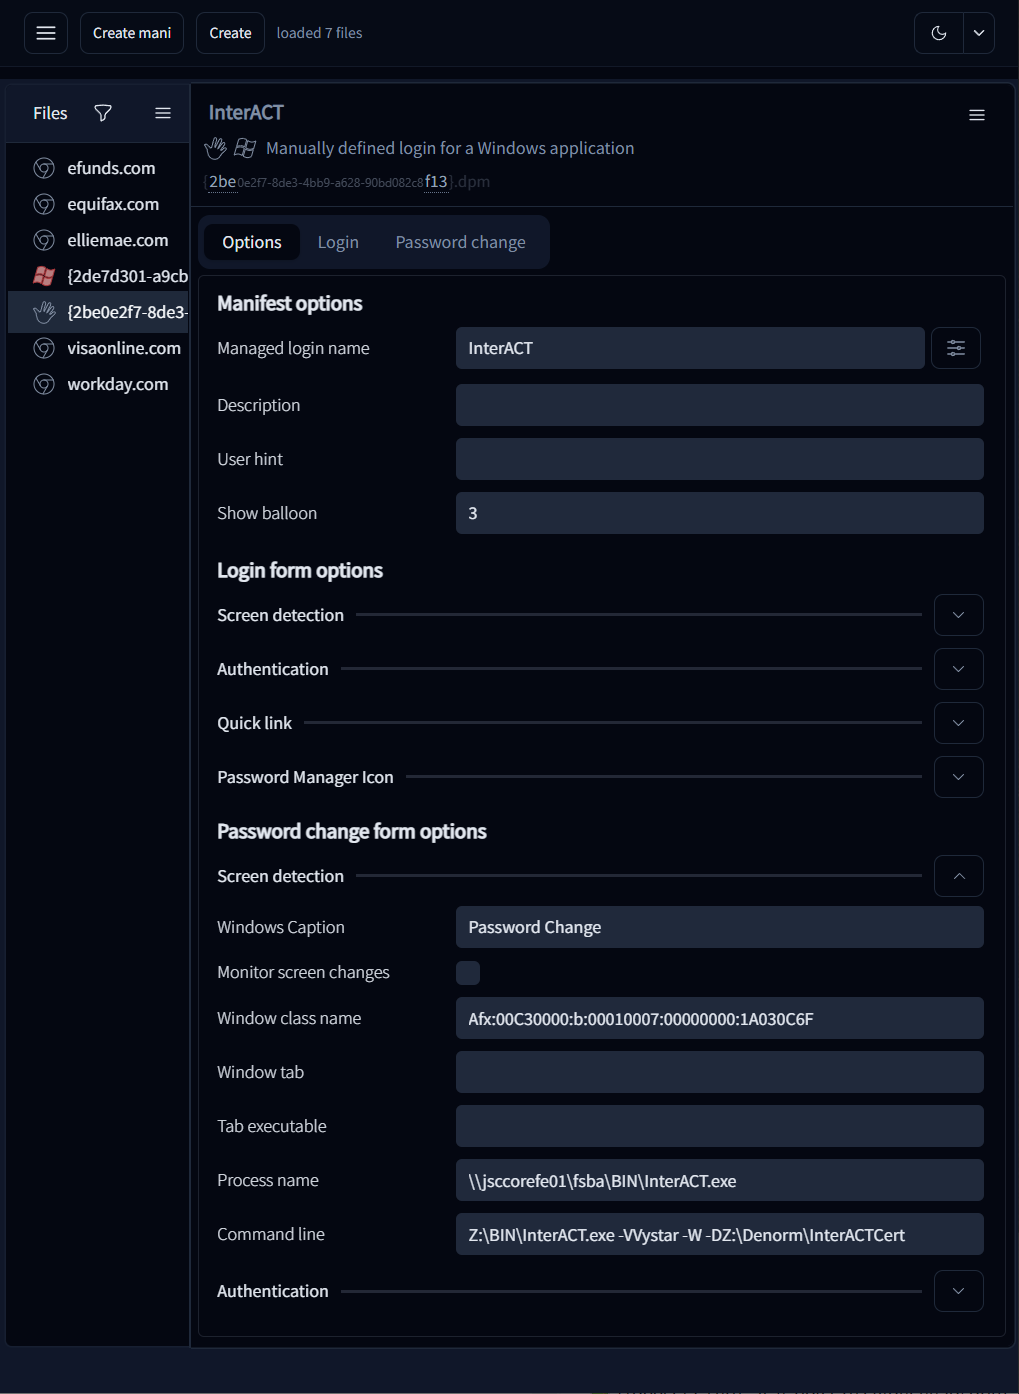 Create mani
Create
loaded 7 files
Files
efunds.com
equifax.com
elliemae.com
{2de7d301-a9cb
{2be0e2f7-8de3-
visaonline.com
workday.com
InterACT
Manually defined login for a Windows application
{2be0e2f7-8de3-4bb9-a628-90bd082c8f13}.dpm
Options
Login
Password change
Manifest options
Managed login name
InterACT
Description
User hint
Show balloon
3
Login form options
Screen detection
Authentication
Quick link
Password Manager Icon
Password change form options
Screen detection
Windows Caption
Password Change
Monitor screen changes
Window class name
Afx:00C30000:b:00010007:00000000:1A030C6F
Window tab
Tab executable
Process name
\\jsccorefe01\fsba\BIN\InterACT.exe
Command line
Z:\BIN\InterACT.exe -VVystar -W -DZ:\Denorm\InterACTCert
Authentication